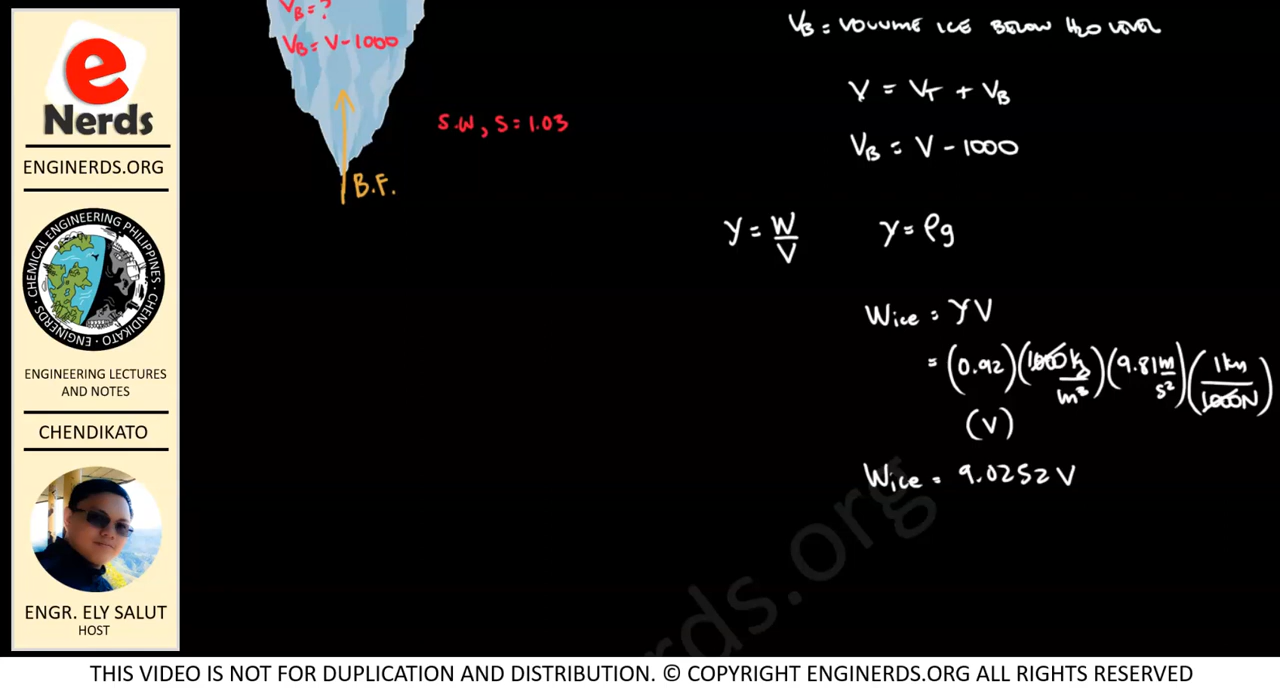 e
Nerds
ENGINERDS.ORG
CHEMICAL ENGINEERING PHILIPPINES
CHENDIKATO · ENGINERDS
ENGINEERING LECTURES
AND NOTES
CHENDIKATO
ENGR. ELY SALUT
HOST
V_B = ?
V_B = V - 1000
B.F.
S.W, S = 1.03
V_B = VOLUME ICE BELOW H2O LEVEL
V = V_T + V_B
V_B = V - 1000
γ = W/V γ = ρg
W_ice = γV
= (0.92)(1000 kg/m³)(9.81 m/s²)(1 kN/1000N)
(V)
W_ice = 9.0252 V
rds.org
THIS VIDEO IS NOT FOR DUPLICATION AND DISTRIBUTION. © COPYRIGHT ENGINERDS.ORG ALL RIGHTS RESERVED